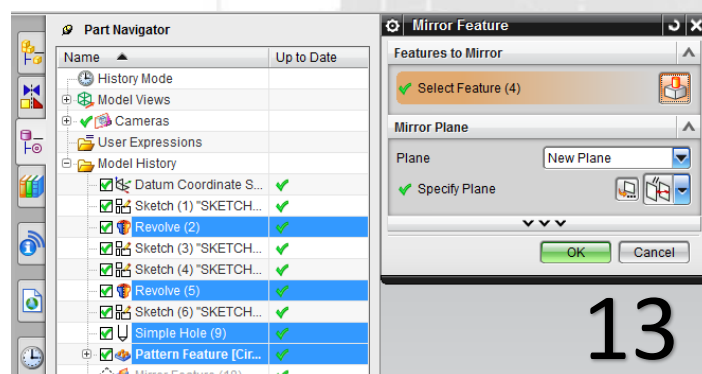 Part Navigator
Name Up to Date
History Mode
Model Views
Cameras
User Expressions
Model History
Datum Coordinate S...
Sketch (1) "SKETCH...
Revolve (2)
Sketch (3) "SKETCH...
Sketch (4) "SKETCH...
Revolve (5)
Sketch (6) "SKETCH...
Simple Hole (9)
Pattern Feature [Cir...
Mirror Feature
Features to Mirror
Select Feature (4)
Mirror Plane
Plane New Plane
Specify Plane
OK Cancel
13